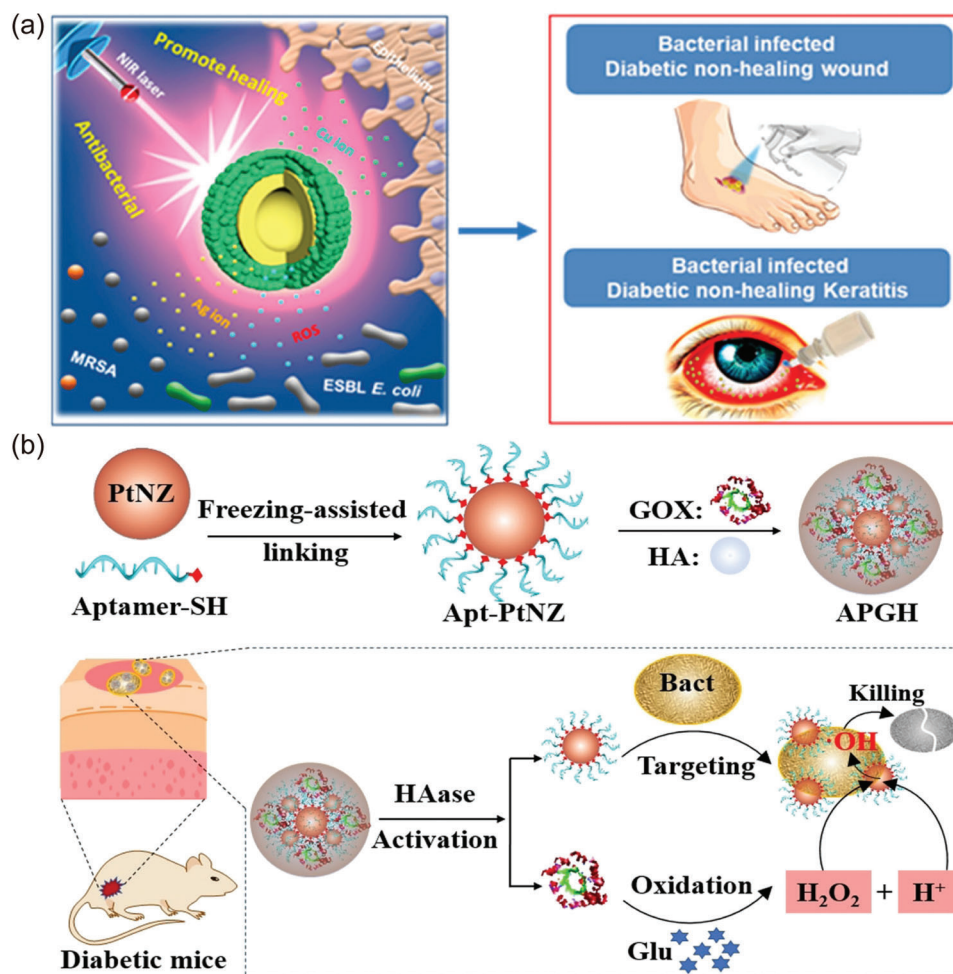 (a)
NIR laser
Promote healing
Antibacterial
Epithelium
Cu ion
Ag ion
ROS
MRSA
ESBL E. coli
Bacterial infected
Diabetic non-healing wound
Bacterial infected
Diabetic non-healing Keratitis
(b)
PtNZ
Aptamer-SH
Freezing-assisted
linking
Apt-PtNZ
GOX:
HA:
APGH
Diabetic mice
HAase
Activation
Bact
Targeting
Killing
·OH
Oxidation
Glu
H₂O₂ + H⁺